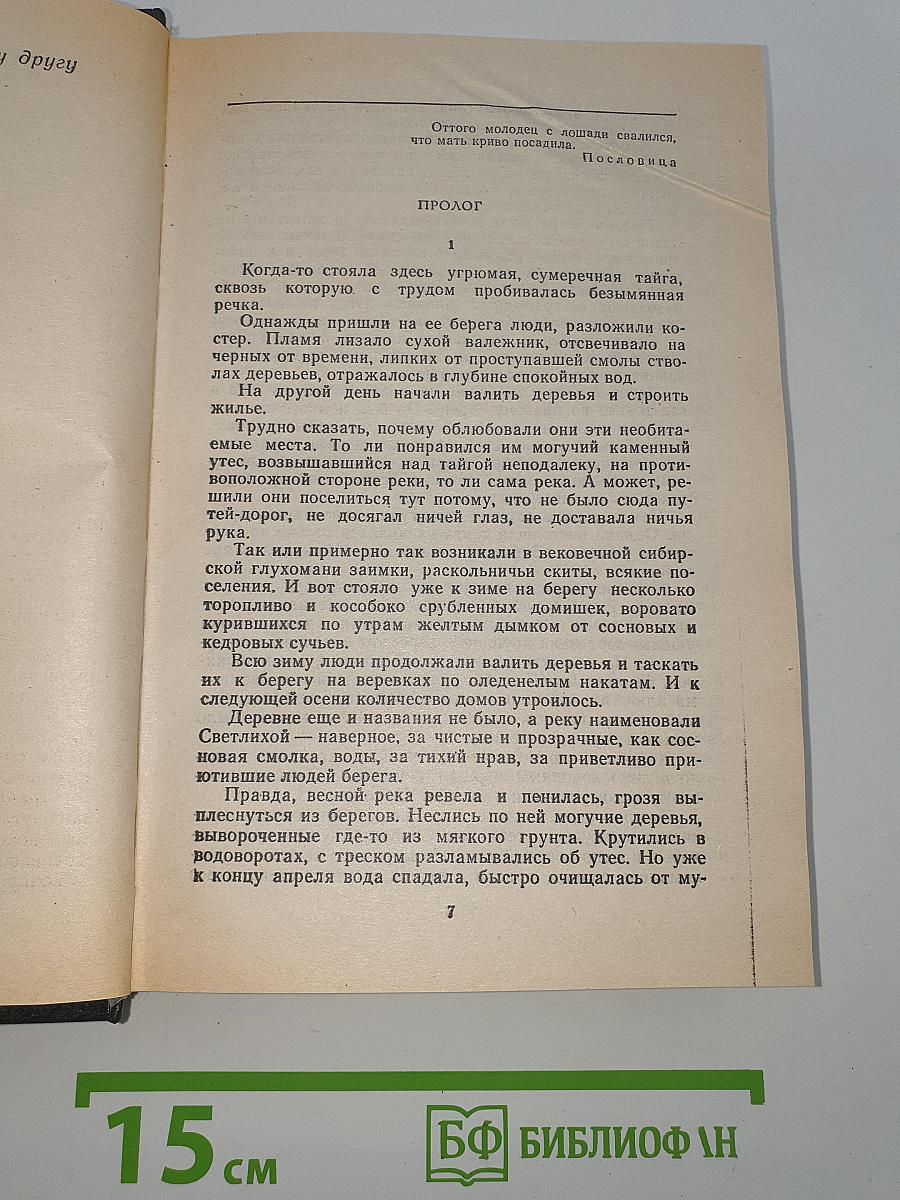 у другу
Оттого молодец с лошади свалился,
что мать криво посадила.
Пословица
ПРОЛОГ
1
Когда-то стояла здесь угрюмая, сумеречная тайга,
сквозь которую с трудом пробивалась безымянная
речка.
Однажды пришли на ее берега люди, разложили ко-
стер. Пламя лизало сухой валежник, отсвечивало на
черных от времени, липких от проступавшей смолы ство-
лах деревьев, отражалось в глубине спокойных вод.
На другой день начали валить деревья и строить
жилье.
Трудно сказать, почему облюбовали они эти необита-
емые места. То ли понравился им могучий каменный
утес, возвышавшийся над тайгой неподалеку, на проти-
воположной стороне реки, то ли сама река. А может, ре-
шили они поселиться тут потому, что не было сюда пу-
тей-дорог, не досягал ничей глаз, не доставала ничья
рука.
Так или примерно так возникали в вековечной сибир-
ской глухомани заимки, раскольничьи скиты, всякие по-
селения. И вот стояло уже к зиме на берегу несколько
торопливо и кособоко срубленных домишек, воровато
курившихся по утрам желтым дымком от сосновых и
кедровых сучьев.
Всю зиму люди продолжали валить деревья и таскать
их к берегу на веревках по оледенелым накатам. И к
следующей осени количество домов утроилось.
Деревне еще и названия не было, а реку наименовали
Светлихой — наверное, за чистые и прозрачные, как сос-
новая смолка, воды, за тихий нрав, за приветливо при-
ютившие людей берега.
Правда, весной река ревела и пенилась, грозя вы-
плеснуться из берегов. Неслись по ней могучие деревья,
вывороченные где-то из мягкого грунта. Крутились в
водоворотах, с треском разламывались об утес. Но уже
к концу апреля вода спадала, быстро очищалась от му-
7
15 см
БФ БИБЛИОФАН